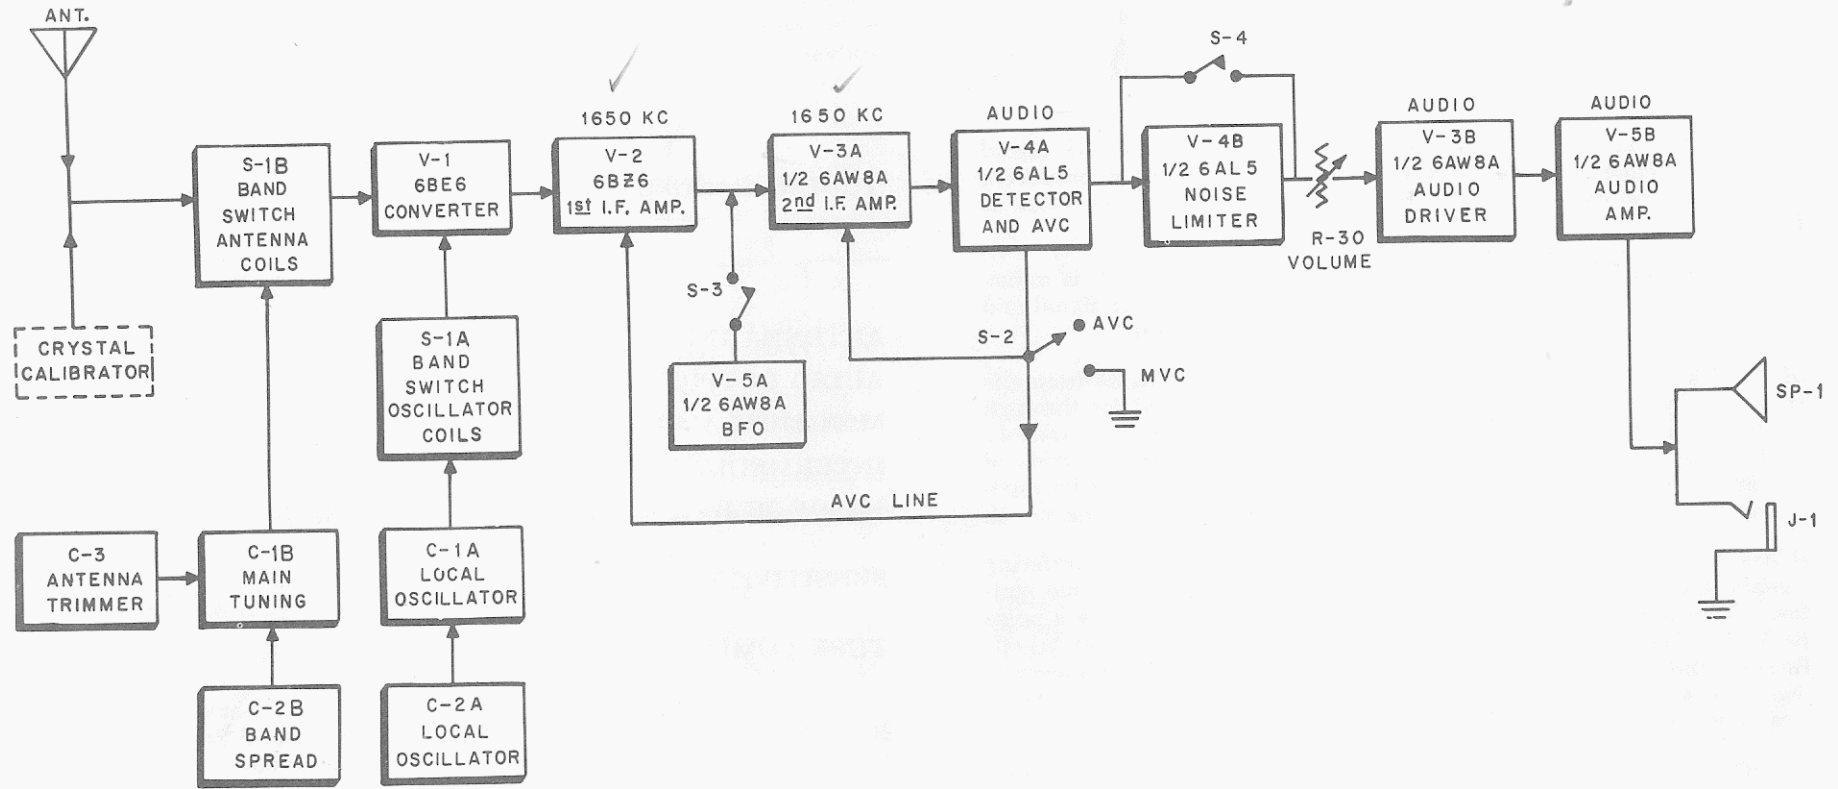 ANT.
S-1B
BAND
SWITCH
ANTENNA
COILS
V-1
6BE6
CONVERTER
1650 KC
V-2
6BZ6
1st I.F. AMP.
1650 KC
V-3A
1/2 6AW8A
2nd I.F. AMP.
AUDIO
V-4A
1/2 6AL5
DETECTOR
AND AVC
S-4
V-4B
1/2 6AL5
NOISE
LIMITER
R-30
VOLUME
AUDIO
V-3B
1/2 6AW8A
AUDIO
DRIVER
AUDIO
V-5B
1/2 6AW8A
AUDIO
AMP.
CRYSTAL
CALIBRATOR
S-1A
BAND
SWITCH
OSCILLATOR
COILS
S-3
V-5A
1/2 6AW8A
BFO
S-2
AVC
MVC
AVC LINE
SP-1
J-1
C-3
ANTENNA
TRIMMER
C-1B
MAIN
TUNING
C-1A
LOCAL
OSCILLATOR
C-2B
BAND
SPREAD
C-2A
LOCAL
OSCILLATOR